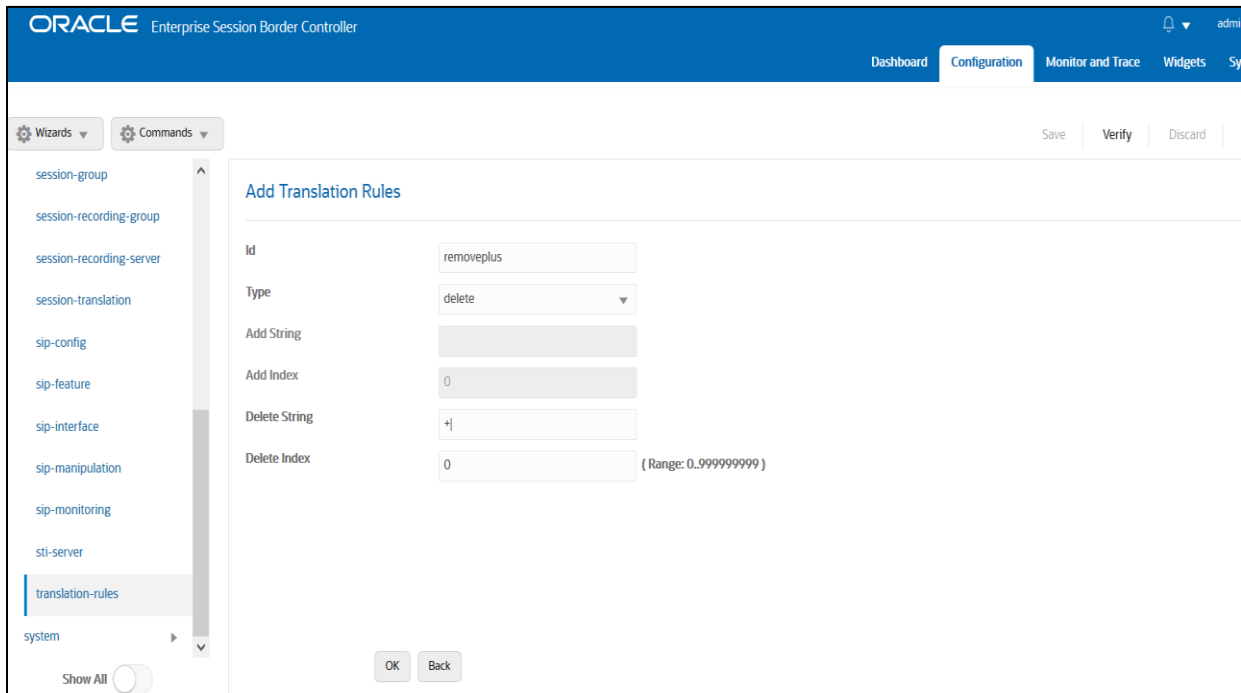 ORACLE Enterprise Session Border Controller
admi
Dashboard Configuration Monitor and Trace Widgets Sy
Wizards Commands Save Verify Discard
session-group
session-recording-group
session-recording-server
session-translation
sip-config
sip-feature
sip-interface
sip-manipulation
sip-monitoring
sti-server
translation-rules
system
Show All
Add Translation Rules
Id removeplus
Type delete
Add String
Add Index 0
Delete String +
Delete Index 0 ( Range: 0..999999999 )
OK Back